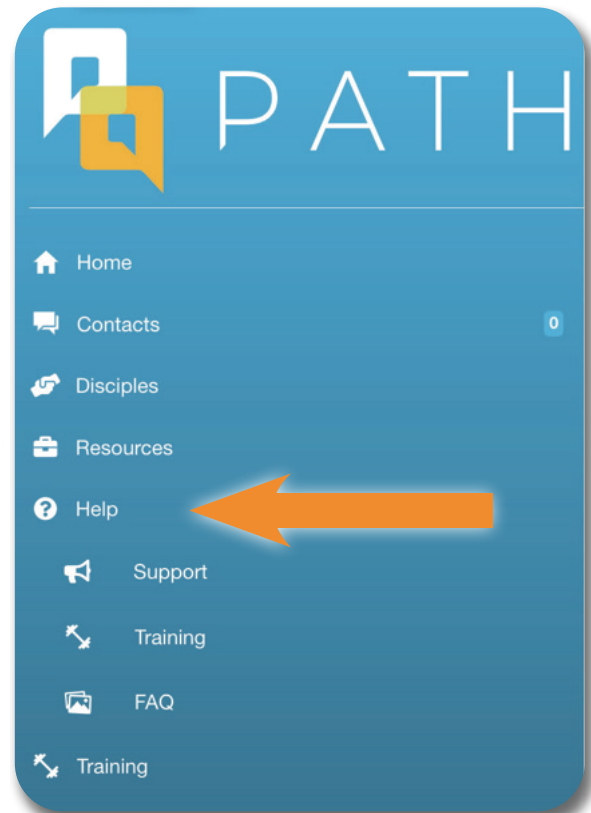 PATH
Home
Contacts 0
Disciples
Resources
? Help
Support
Training
FAQ
Training